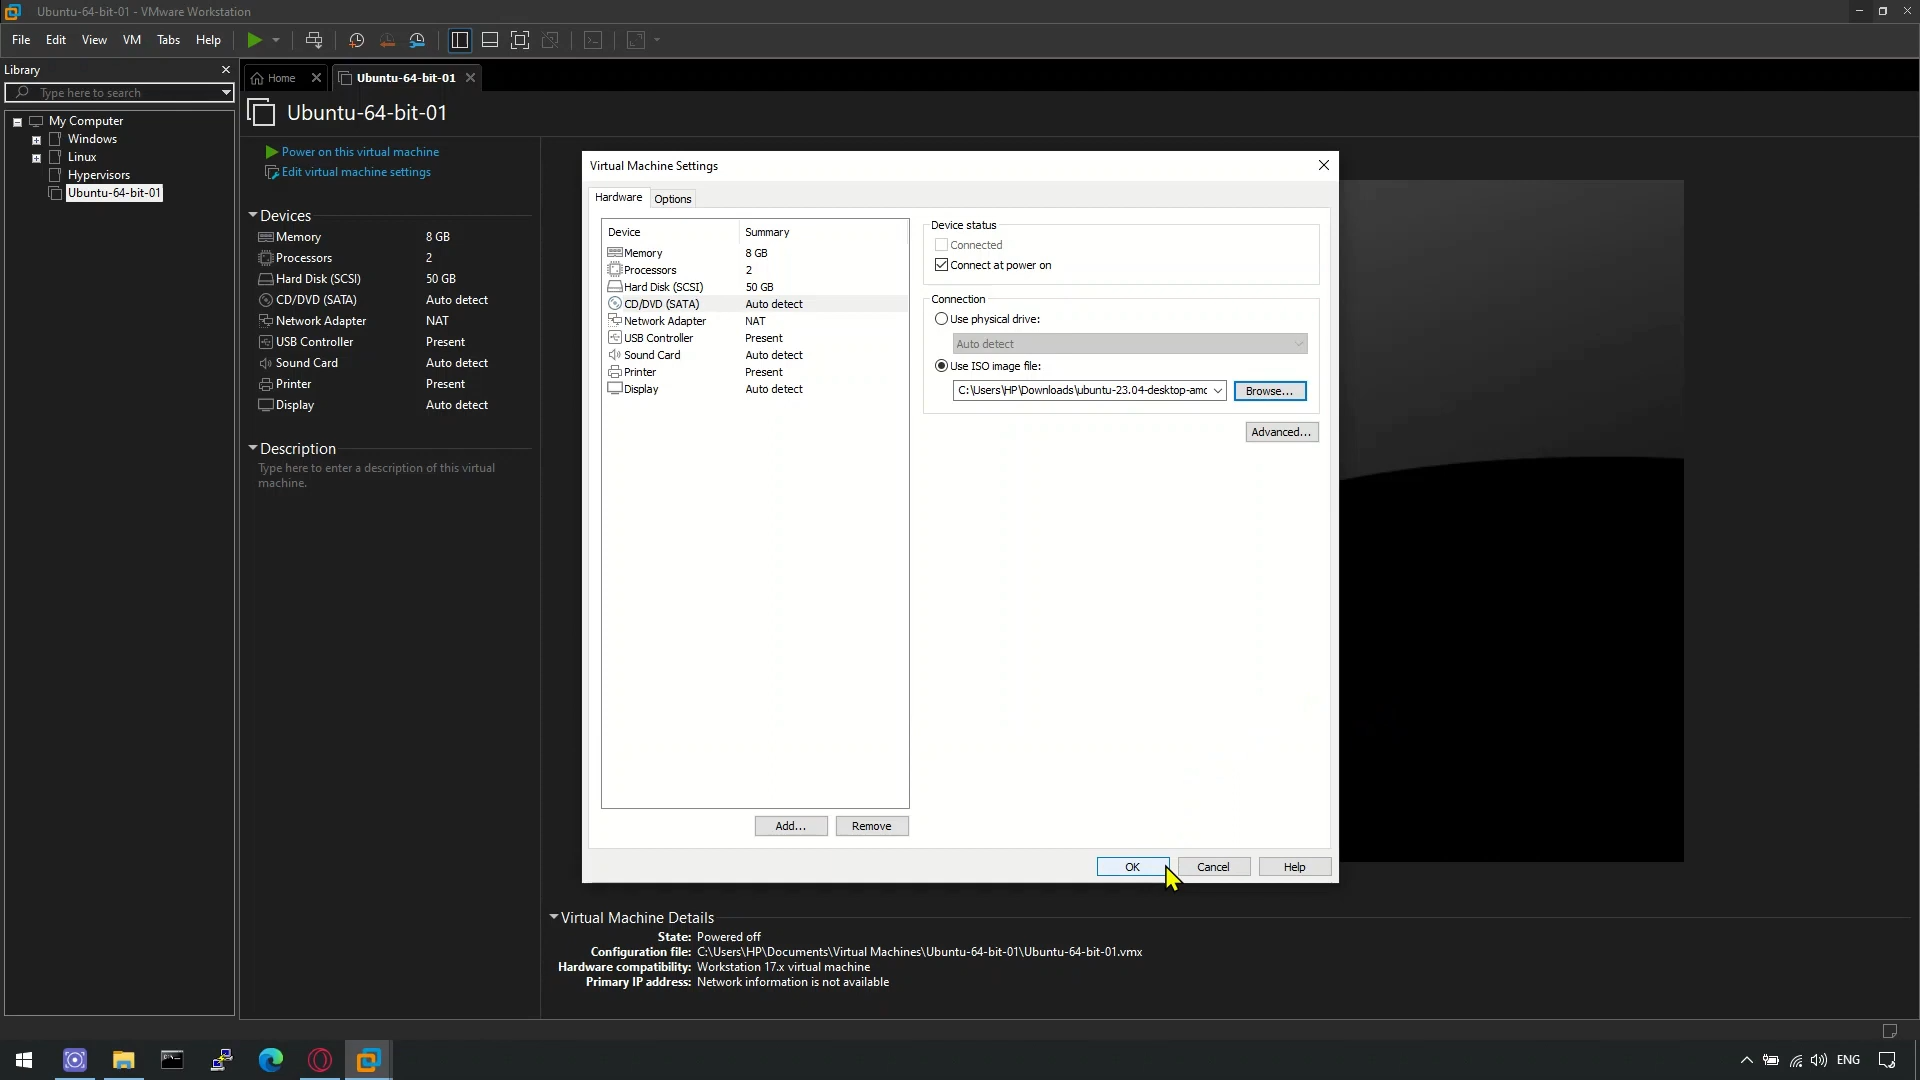 Ubuntu-64-bit-01 - VMware Workstation
File Edit View VM Tabs Help
Library
Type here to search
My Computer
Windows
Linux
Hypervisors
Ubuntu-64-bit-01
Home
Ubuntu-64-bit-01
Ubuntu-64-bit-01
Power on this virtual machine
Edit virtual machine settings
Devices
Memory 8 GB
Processors 2
Hard Disk (SCSI) 50 GB
CD/DVD (SATA) Auto detect
Network Adapter NAT
USB Controller Present
Sound Card Auto detect
Printer Present
Display Auto detect
Description
Type here to enter a description of this virtual
machine.
Virtual Machine Settings
Hardware Options
Device Summary
Memory 8 GB
Processors 2
Hard Disk (SCSI) 50 GB
CD/DVD (SATA) Auto detect
Network Adapter NAT
USB Controller Present
Sound Card Auto detect
Printer Present
Display Auto detect
Add... Remove
Device status
Connected
Connect at power on
Connection
Use physical drive:
Auto detect
Use ISO image file:
C:\Users\HP\Downloads\ubuntu-23.04-desktop-amd Browse...
Advanced...
OK Cancel Help
Virtual Machine Details
State: Powered off
Configuration file: C:\Users\HP\Documents\Virtual Machines\Ubuntu-64-bit-01\Ubuntu-64-bit-01.vmx
Hardware compatibility: Workstation 17.x virtual machine
Primary IP address: Network information is not available
ENG